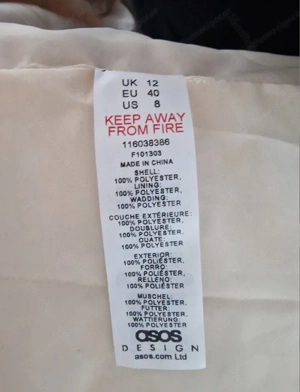 UK 12
EU 40
US 8
KEEP AWAY
FROM FIRE
116038386
F101303
MADE IN CHINA
SHELL:
100% POLYESTER,
LINING:
100% POLYESTER,
WADDING:
100% POLYESTER,
COUCHE EXTÉRIEURE:
100% POLYESTER,
DOUBLURE:
100% POLYESTER,
OUATE:
100% POLYESTER,
EXTERIOR:
100% POLIÉSTER,
FORRO:
100% POLIÉSTER,
RELLENO:
100% POLIÉSTER,
MUSCHEL:
100% POLYESTER,
FUTTER:
100% POLYESTER,
WATTIERUNG:
100% POLYESTER
asos
DESIGN
asos.com Ltd